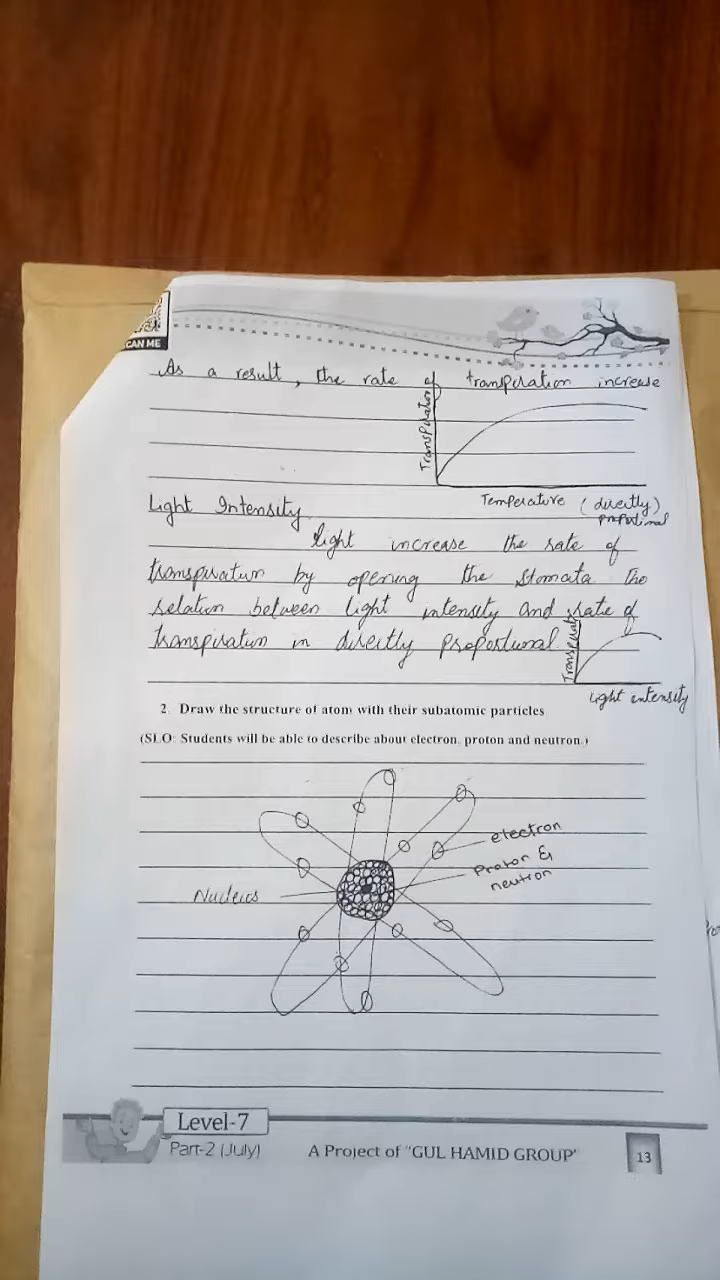 CAN ME
As a result, the rate of transpiration increase
Transpiration
Temperature (directly)
proportional
Light Intensity
light increase the rate of
transpiration by opening the stomata The
relation between light intensity and rate of
transpiration in directly proportional
Transpirat
light intensity
2. Draw the structure of atom with their subatomic particles
(SLO: Students will be able to describe about electron, proton and neutron.)
electron
Proton &
neutron
Nucleus
Level-7
Part-2 (July)
A Project of "GUL HAMID GROUP"
13